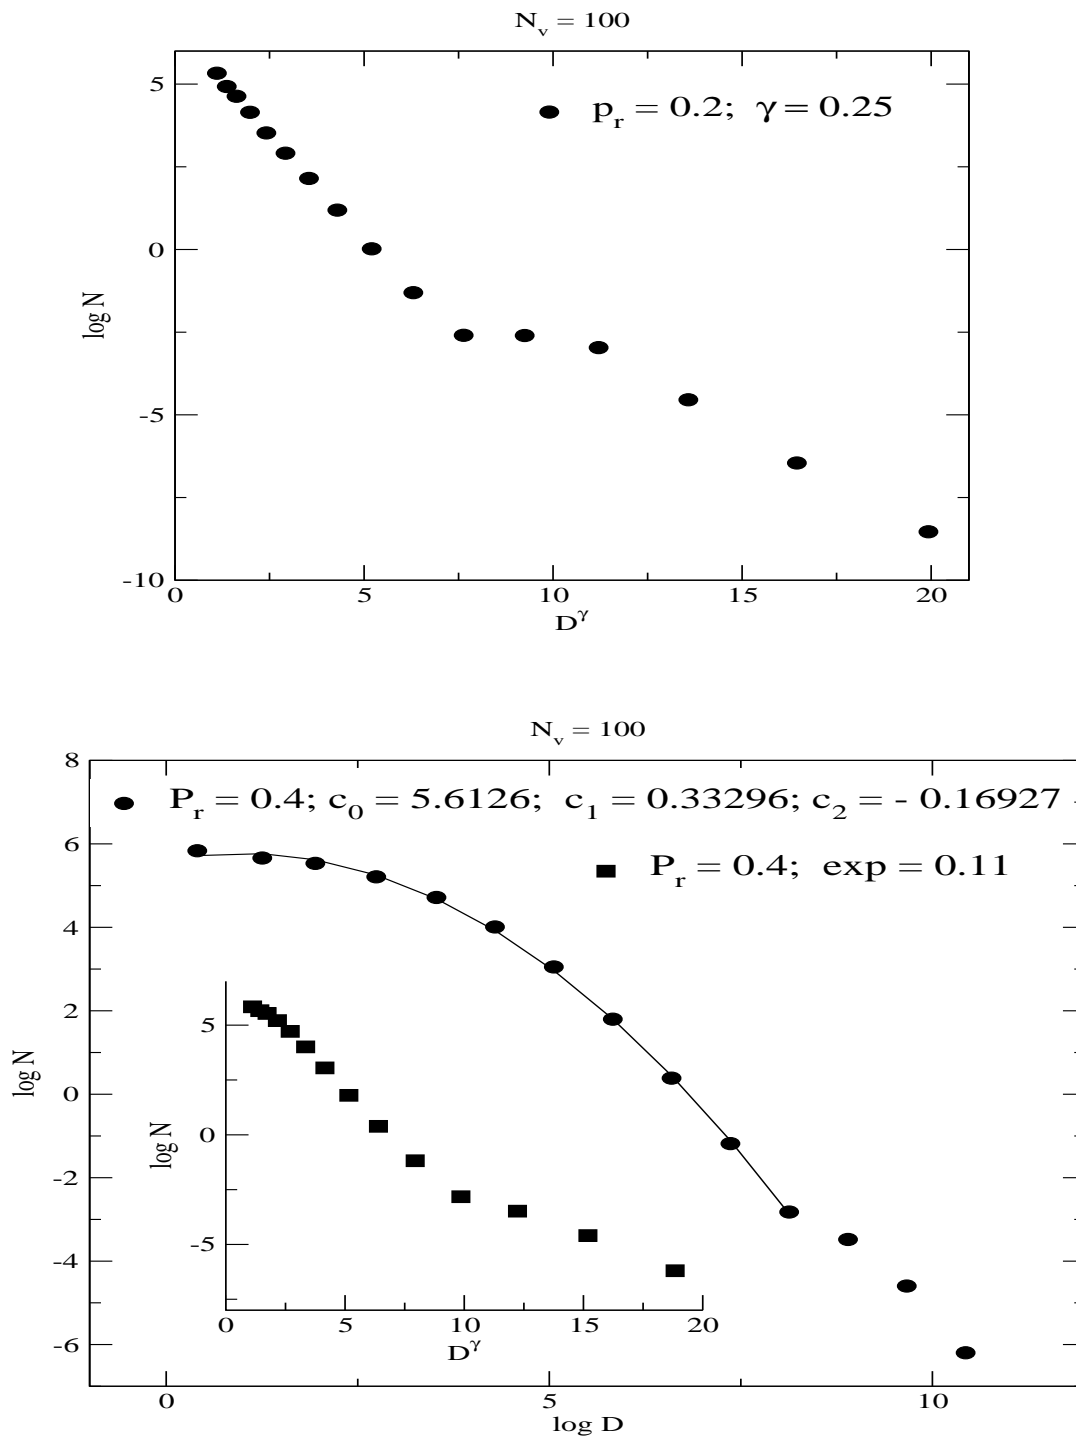 N_v = 100
p_r = 0.2; γ = 0.25
5
0
-5
-10
log N
0 5 10 15 20
D^γ
N_v = 100
P_r = 0.4; c_0 = 5.6126; c_1 = 0.33296; c_2 = - 0.16927
P_r = 0.4; exp = 0.11
8
6
4
2
0
-2
-4
-6
log N
5
0
-5
log N
0 5 10 15 20
D^γ
0 5 10
log D